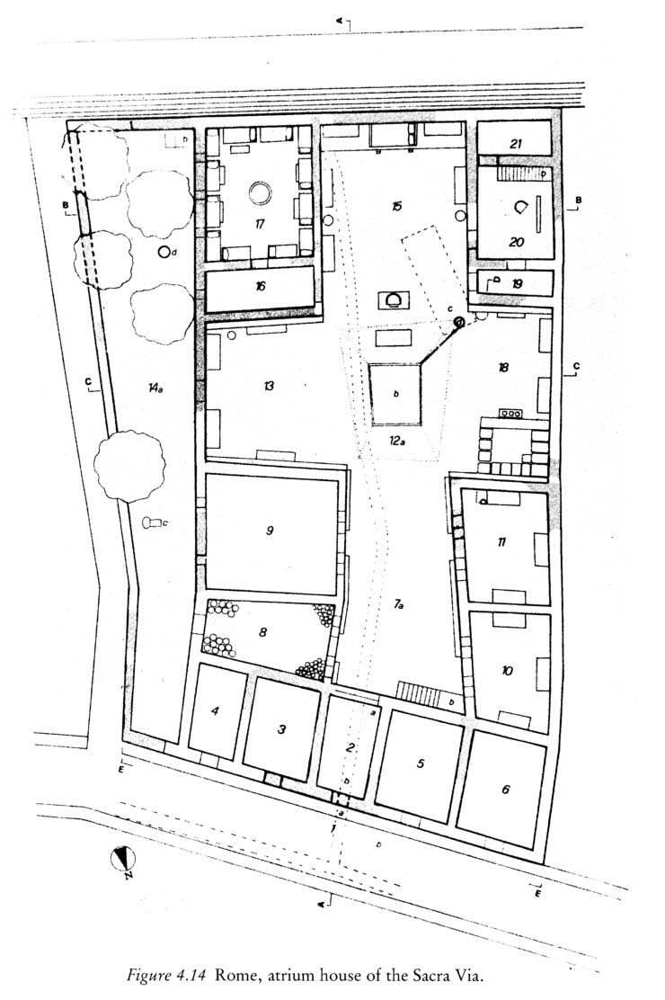 A
b
21
b
17
15
B
B
20
d
D
19
16
c
C
C
14a
13
18
b
12a
c
9
11
7a
8
10
b
4
3
a
2
5
b
6
E
a
1
b
E
N
A
Figure 4.14 Rome, atrium house of the Sacra Via.